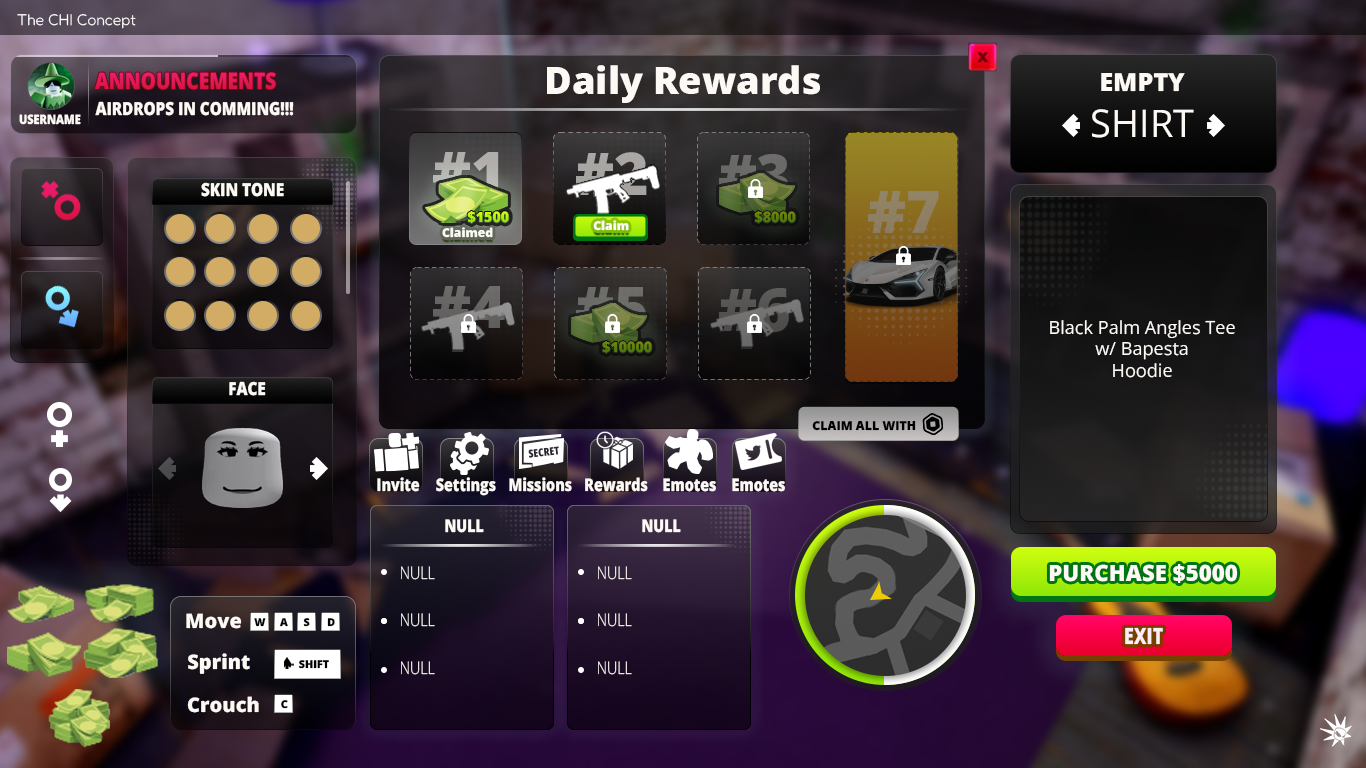 The CHI Concept
USERNAME
ANNOUNCEMENTS
AIRDROPS IN COMMING!!!
SKIN TONE
FACE
Move W A S D
Sprint SHIFT
Crouch C
Daily Rewards
X
#1
$1500
Claimed
#2
Claim
#3
$8000
#4
#5
$10000
#6
#7
CLAIM ALL WITH
Invite
Settings
SECRET
Missions
Rewards
Emotes
Emotes
NULL
NULL
NULL
NULL
NULL
NULL
NULL
NULL
EMPTY
SHIRT
Black Palm Angles Tee
w/ Bapesta
Hoodie
PURCHASE $5000
EXIT